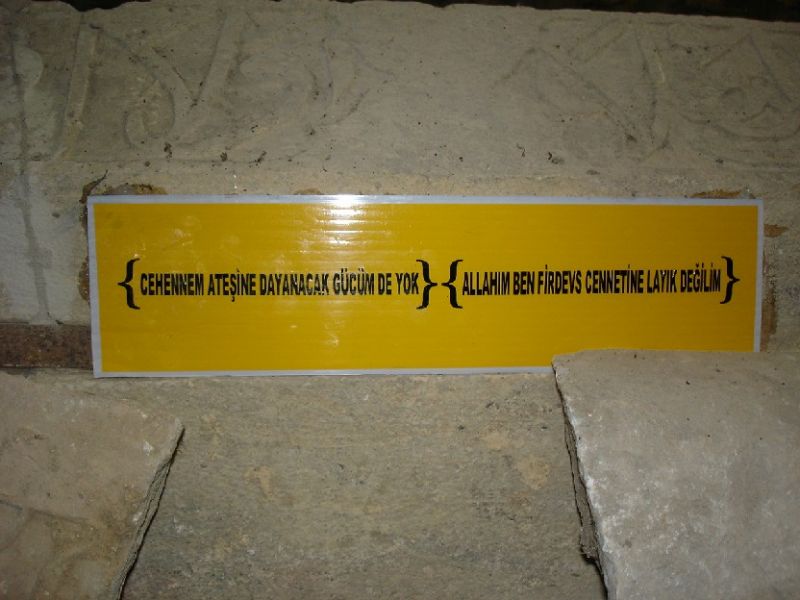 {CEHENNEM ATEŞİNE DAYANACAK GÜCÜM DE YOK} {ALLAHIM BEN FİRDEVS CENNETİNE LAYIK DEĞİLİM}